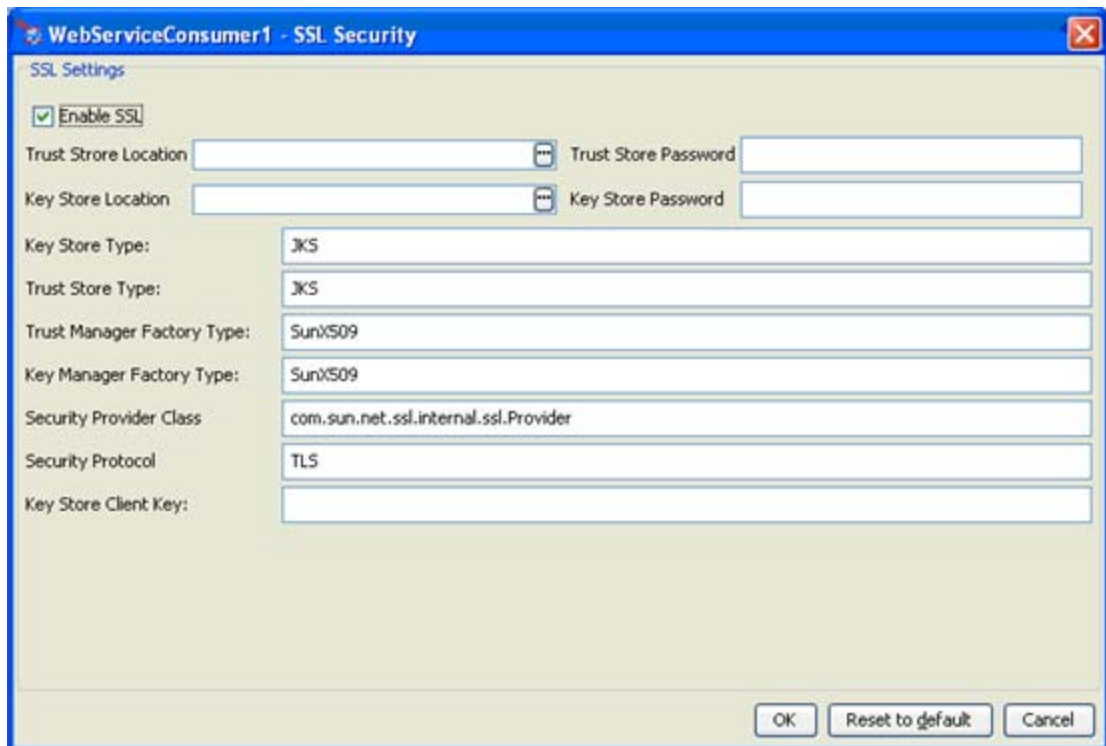 WebServiceConsumer1 - SSL Security
SSL Settings
Enable SSL
Trust Strore Location Trust Store Password
Key Store Location Key Store Password
Key Store Type: JKS
Trust Store Type: JKS
Trust Manager Factory Type: SunX509
Key Manager Factory Type: SunX509
Security Provider Class com.sun.net.ssl.internal.ssl.Provider
Security Protocol TLS
Key Store Client Key:
OK Reset to default Cancel